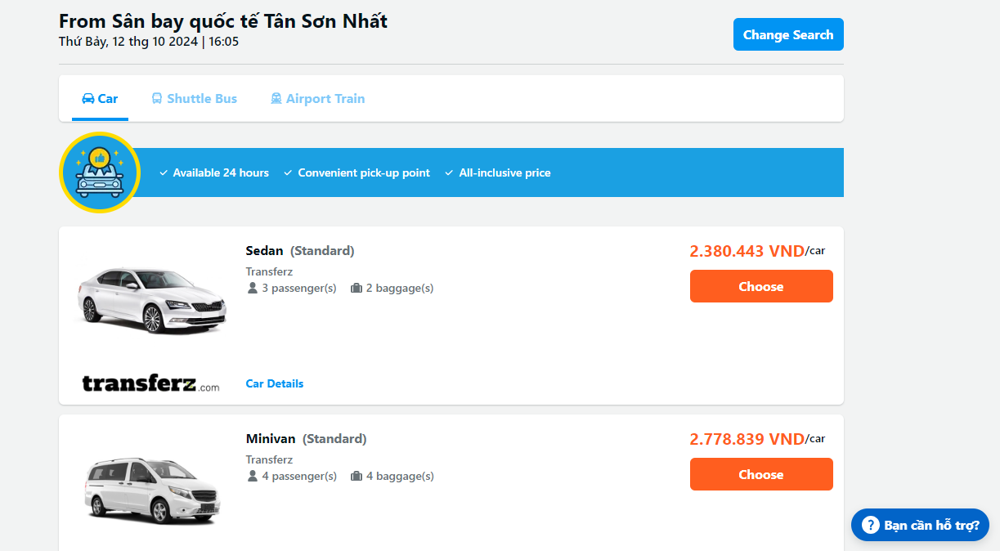 From Sân bay quốc tế Tân Sơn Nhất
Thứ Bảy, 12 thg 10 2024 | 16:05
Change Search
Car
Shuttle Bus
Airport Train
Available 24 hours
Convenient pick-up point
All-inclusive price
Sedan (Standard)
2.380.443 VND/car
Transferz
3 passenger(s) 2 baggage(s)
Choose
transferz.com
Car Details
Minivan (Standard)
2.778.839 VND/car
Transferz
4 passenger(s) 4 baggage(s)
Choose
? Bạn cần hỗ trợ?